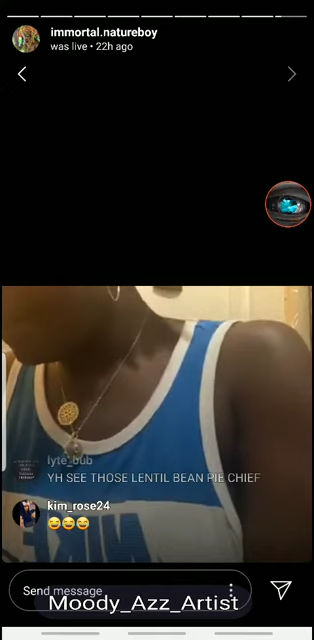 immortal.natureboy
was live • 22h ago
lyte_bub
YH SEE THOSE LENTIL BEAN PIE CHIEF
kim_rose24
😂😂😂
Send message
Moody_Azz_Artist